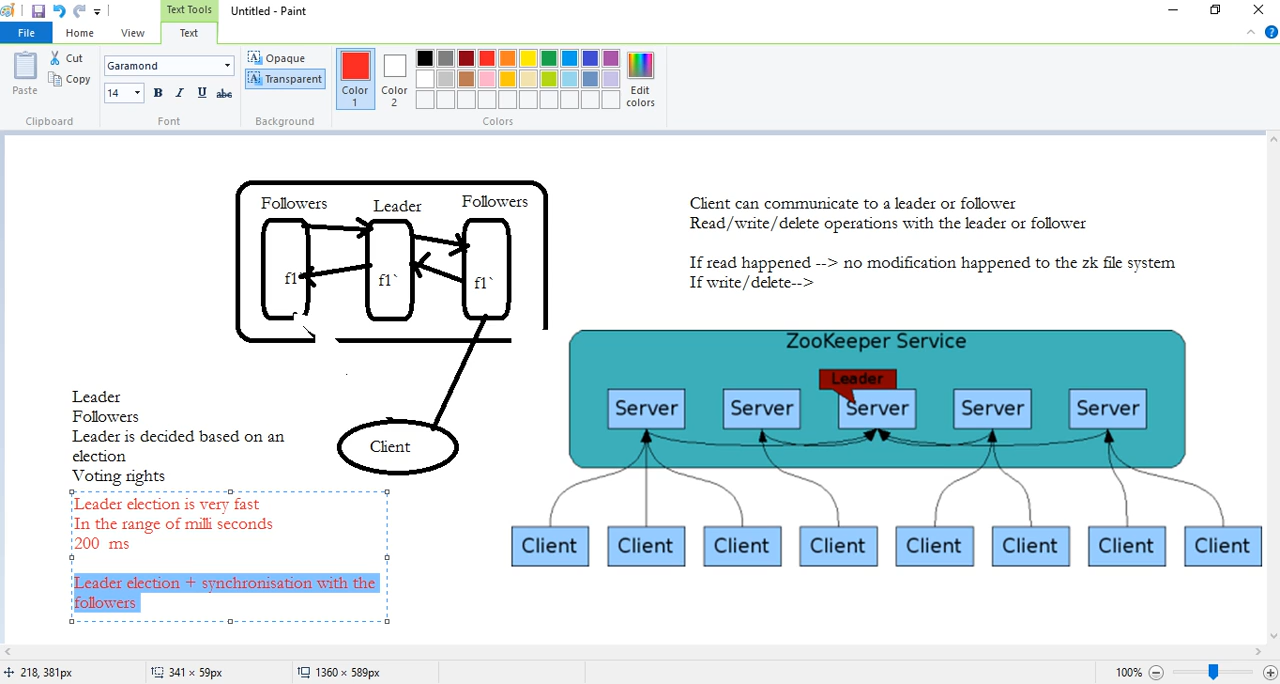 Text Tools
Untitled - Paint
File
Home
View
Text
Paste
Cut
Copy
Clipboard
Garamond
14
B
I
U
abc
Font
Opaque
Transparent
Background
Color 1
Color 2
Edit colors
Colors
Followers
Leader
Followers
f1`
f1`
f1`
Client
Client can communicate to a leader or follower
Read/write/delete operations with the leader or follower
If read happened --> no modification happened to the zk file system
If write/delete-->
ZooKeeper Service
Leader
Server
Server
Server
Server
Server
Client
Client
Client
Client
Client
Client
Client
Client
Leader
Followers
Leader is decided based on an
election
Voting rights
Leader election is very fast
In the range of milli seconds
200 ms
Leader election + synchronisation with the
followers
218, 381px
341 × 59px
1360 × 589px
100%